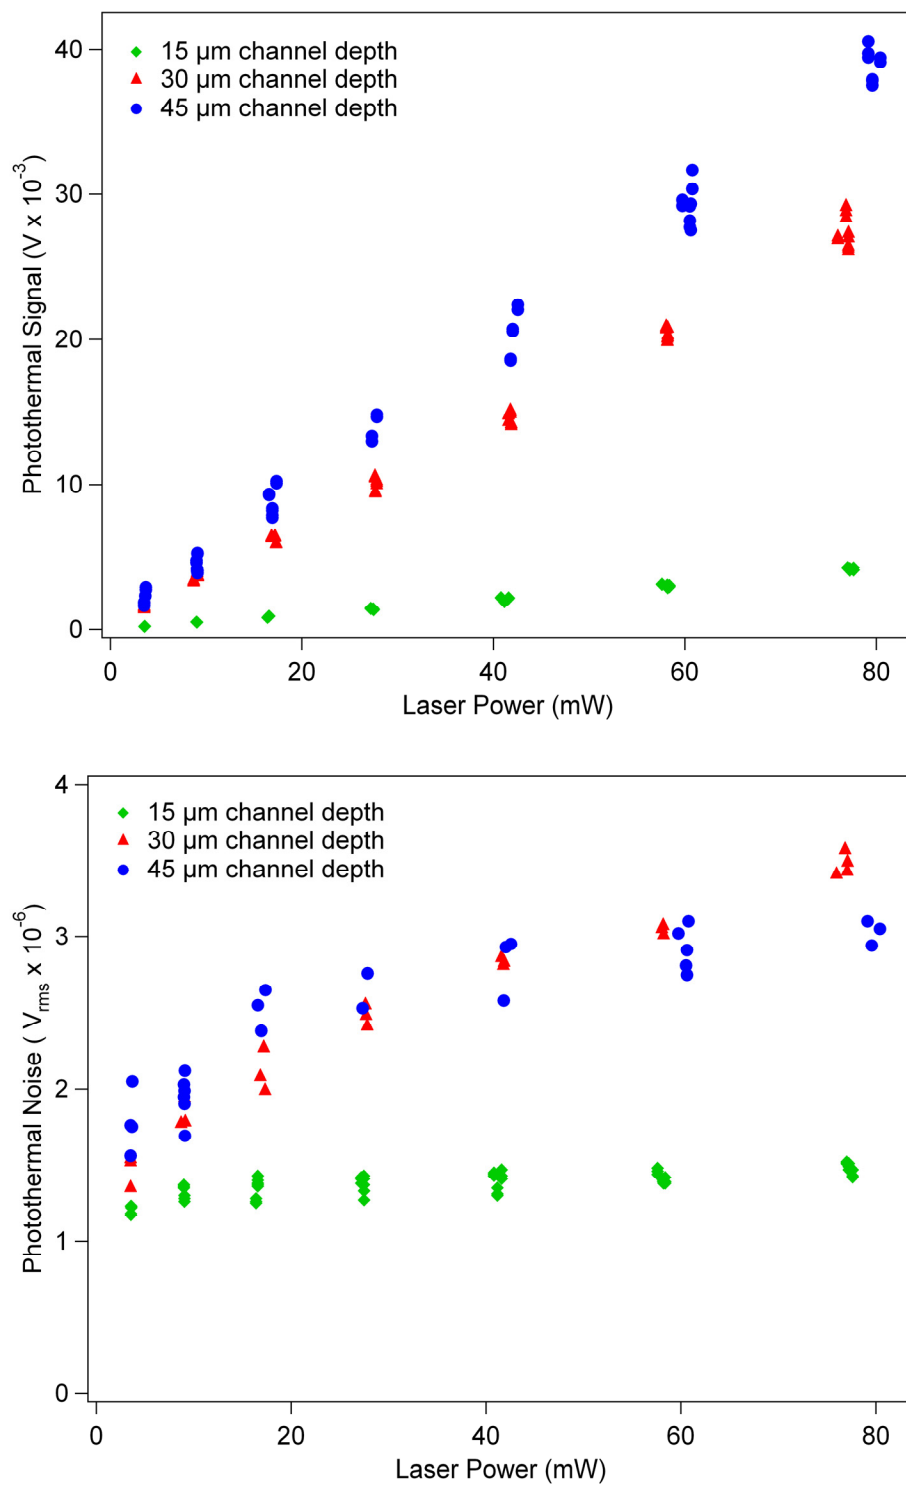 40
30
20
10
0
Photothermal Signal (V x 10⁻³)
15 µm channel depth
30 µm channel depth
45 µm channel depth
0 20 40 60 80
Laser Power (mW)
4
3
2
1
0
Photothermal Noise ( Vrms x 10⁻⁶)
15 µm channel depth
30 µm channel depth
45 µm channel depth
0 20 40 60 80
Laser Power (mW)